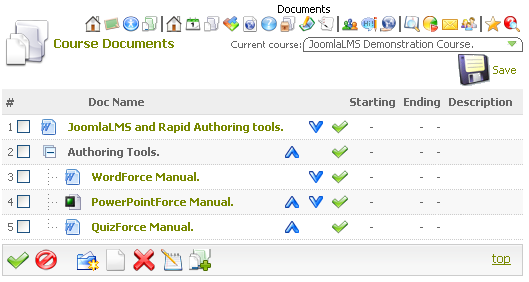 Documents
Course Documents
Current course: JoomlaLMS Demonstration Course.
Save
# Doc Name Starting Ending Description
1 JoomlaLMS and Rapid Authoring tools. - - -
2 Authoring Tools. - - -
3 WordForce Manual. - - -
4 PowerPointForce Manual. - - -
5 QuizForce Manual. - - -
top